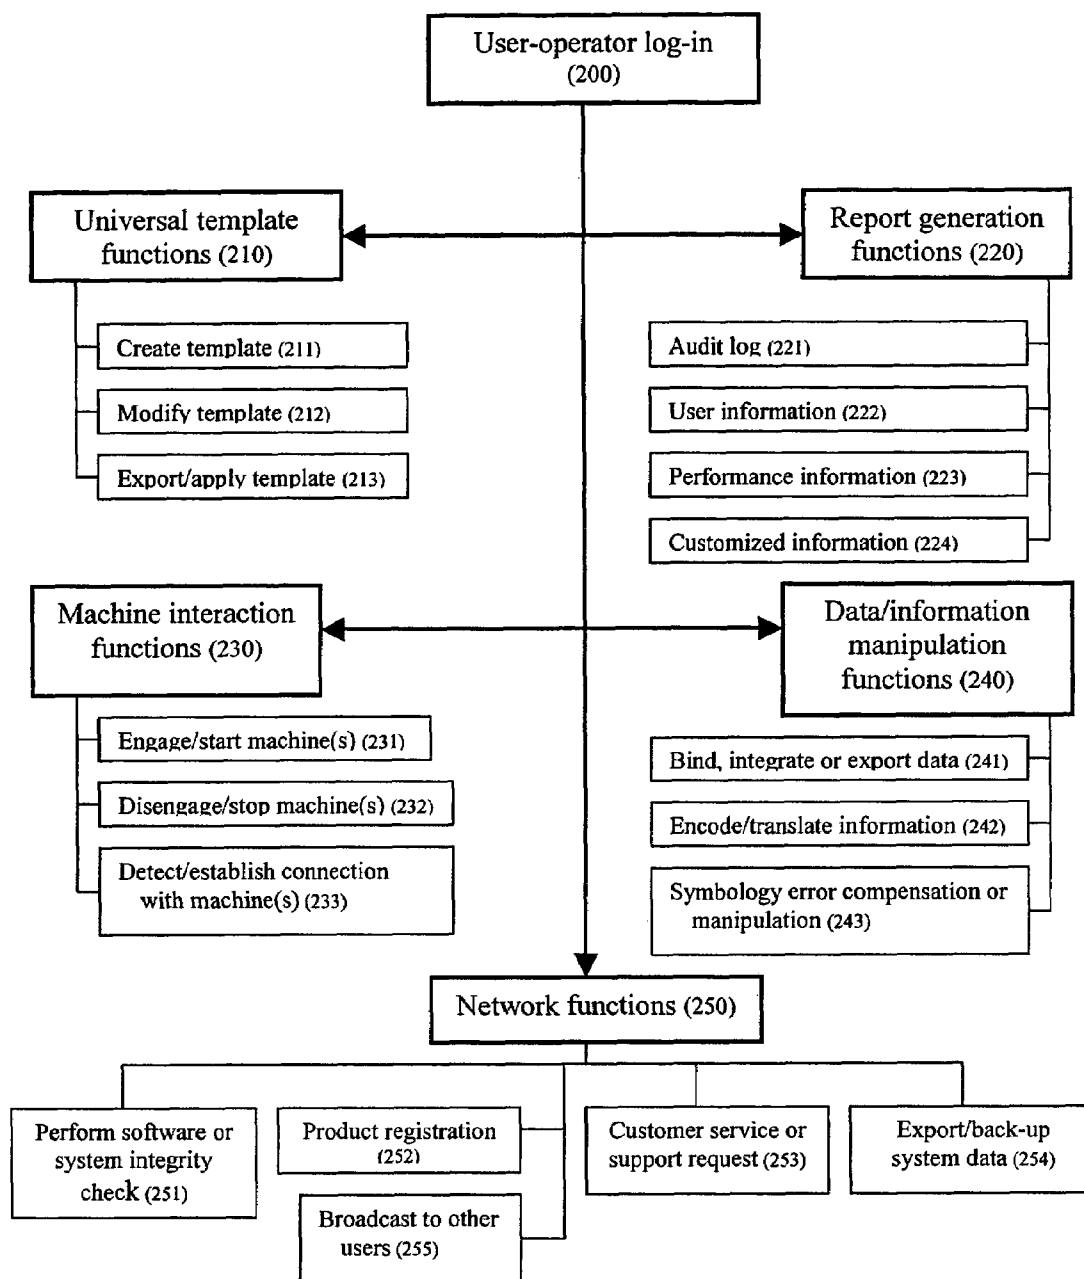 User-operator log-in
(200)
Universal template
functions (210)
Report generation
functions (220)
Create template (211)
Modify template (212)
Export/apply template (213)
Audit log (221)
User information (222)
Performance information (223)
Customized information (224)
Machine interaction
functions (230)
Data/information
manipulation
functions (240)
Engage/start machine(s) (231)
Disengage/stop machine(s) (232)
Detect/establish connection
with machine(s) (233)
Bind, integrate or export data (241)
Encode/translate information (242)
Symbology error compensation or
manipulation (243)
Network functions (250)
Perform software or
system integrity
check (251)
Product registration
(252)
Customer service or
support request (253)
Export/back-up
system data (254)
Broadcast to other
users (255)